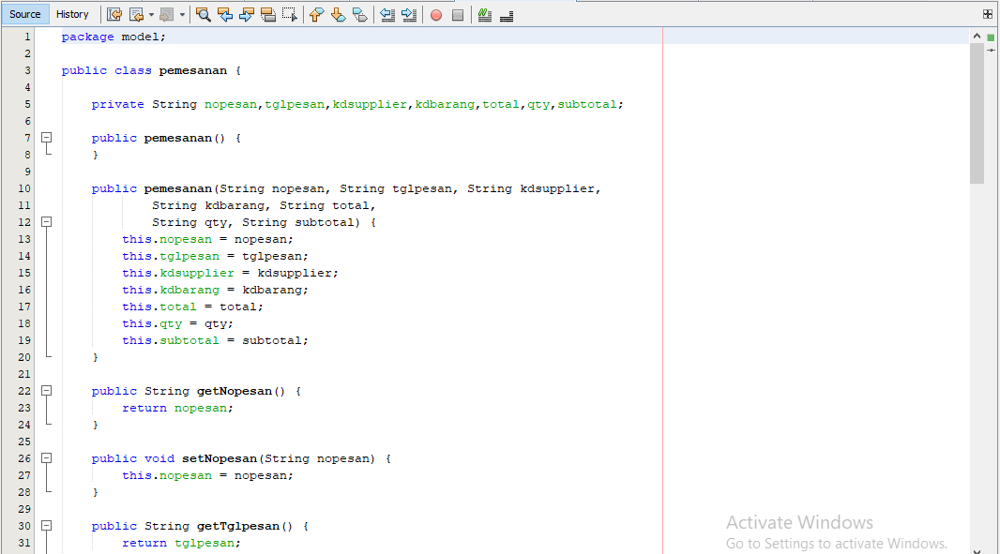 Source History
1 package model;
2
3 public class pemesanan {
4
5 private String nopesan,tglpesan,kdsupplier,kdbarang,total,qty,subtotal;
6
7 public pemesanan() {
8 }
9
10 public pemesanan(String nopesan, String tglpesan, String kdsupplier,
11 String kdbarang, String total,
12 String qty, String subtotal) {
13 this.nopesan = nopesan;
14 this.tglpesan = tglpesan;
15 this.kdsupplier = kdsupplier;
16 this.kdbarang = kdbarang;
17 this.total = total;
18 this.qty = qty;
19 this.subtotal = subtotal;
20 }
21
22 public String getNopesan() {
23 return nopesan;
24 }
25
26 public void setNopesan(String nopesan) {
27 this.nopesan = nopesan;
28 }
29
30 public String getTglpesan() {
31 return tglpesan;
Activate Windows
Go to Settings to activate Windows.